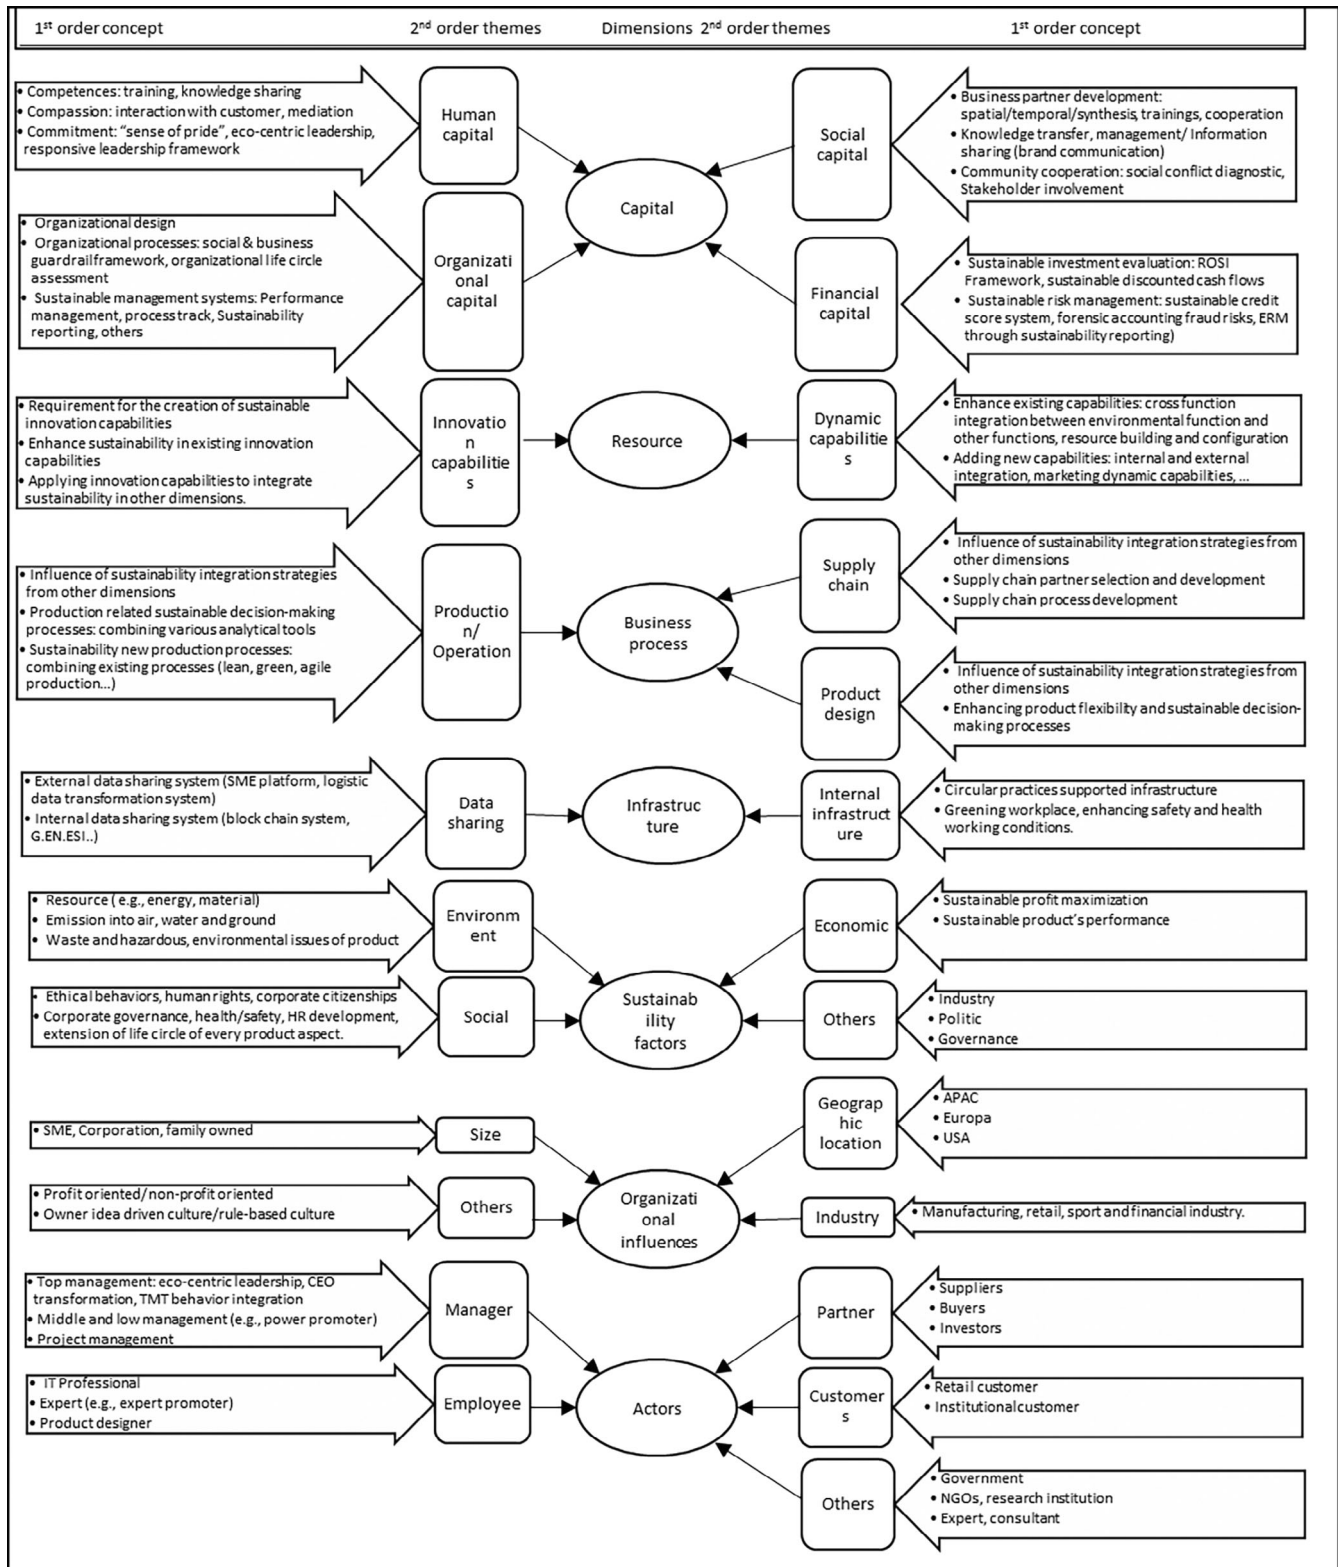 1st order concept
2nd order themes
Dimensions
2nd order themes
1st order concept
• Competences: training, knowledge sharing
• Compassion: interaction with customer, mediation
• Commitment: “sense of pride”, eco-centric leadership,
responsive leadership framework
Human
capital
Capital
Social
capital
• Business partner development:
spatial/temporal/synthesis, trainings, cooperation
• Knowledge transfer, management/ Information
sharing (brand communication)
• Community cooperation: social conflict diagnostic,
Stakeholder involvement
• Organizational design
• Organizational processes: social & business
guardrail framework, organizational life circle
assessment
• Sustainable management systems: Performance
management, process track, Sustainability
reporting, others
Organizati
onal
capital
Financial
capital
• Sustainable investment evaluation: ROSI
Framework, sustainable discounted cash flows
• Sustainable risk management: sustainable credit
score system, forensic accounting fraud risks, ERM
through sustainability reporting)
• Requirement for the creation of sustainable
innovation capabilities
• Enhance sustainability in existing innovation
capabilities
• Applying innovation capabilities to integrate
sustainability in other dimensions.
Innovatio
n
capabilitie
s
Resource
Dynamic
capabilitie
s
• Enhance existing capabilities: cross function
integration between environmental function and
other functions, resource building and configuration
• Adding new capabilities: internal and external
integration, marketing dynamic capabilities, ...
• Influence of sustainability integration strategies
from other dimensions
• Production related sustainable decision-making
processes: combining various analytical tools
• Sustainability new production processes:
combining existing processes (lean, green, agile
production...)
Productio
n/
Operation
Business
process
Supply
chain
• Influence of sustainability integration strategies from
other dimensions
• Supply chain partner selection and development
• Supply chain process development
Product
design
• Influence of sustainability integration strategies from
other dimensions
• Enhancing product flexibility and sustainable decision-
making processes
• External data sharing system (SME platform, logistic
data transformation system)
• Internal data sharing system (block chain system,
G.EN.ESI..)
Data
sharing
Infrastruc
ture
Internal
infrastruct
ure
• Circular practices supported infrastructure
• Greening workplace, enhancing safety and health
working conditions.
• Resource ( e.g., energy, material)
• Emission into air, water and ground
• Waste and hazardous, environmental issues of product
Environm
ent
Sustainab
ility
factors
Economic
• Sustainable profit maximization
• Sustainable product’s performance
• Ethical behaviors, human rights, corporate citizenships
• Corporate governance, health/safety, HR development,
extension of life circle of every product aspect.
Social
Others
• Industry
• Politic
• Governance
• SME, Corporation, family owned
Size
Organizati
onal
influences
Geograp
hic
location
• APAC
• Europa
• USA
• Profit oriented/non-profit oriented
• Owner idea driven culture/rule-based culture
Others
Industry
• Manufacturing, retail, sport and financial industry.
• Top management: eco-centric leadership, CEO
transformation, TMT behavior integration
• Middle and low management (e.g., power promoter)
• Project management
Manager
Actors
Partner
• Suppliers
• Buyers
• Investors
• IT Professional
• Expert (e.g., expert promoter)
• Product designer
Employee
Customer
s
• Retail customer
• Institutional customer
Others
• Government
• NGOs, research institution
• Expert, consultant